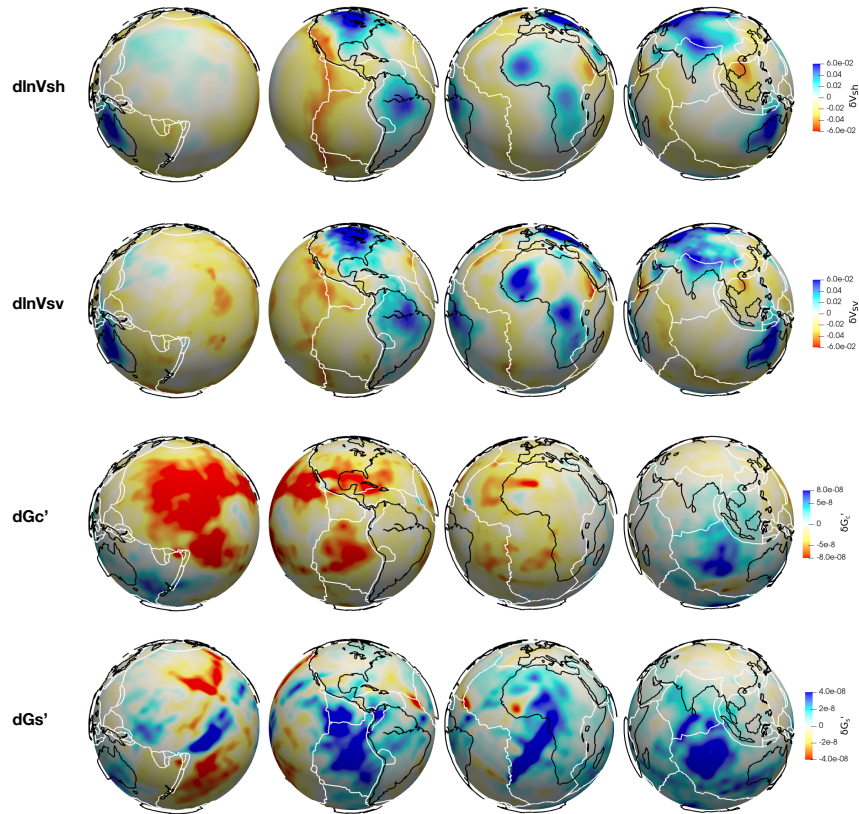 dlnVsh
6.0e-02
0.04
0.02
0
-0.02
-0.04
-6.0e-02
δVsh
dlnVsv
6.0e-02
0.04
0.02
0
-0.02
-0.04
-6.0e-02
δVsv
dGc'
8.0e-08
5e-8
0
-5e-8
-8.0e-08
δGc'
dGs'
4.0e-08
2e-8
0
-2e-8
-4.0e-08
δGs'